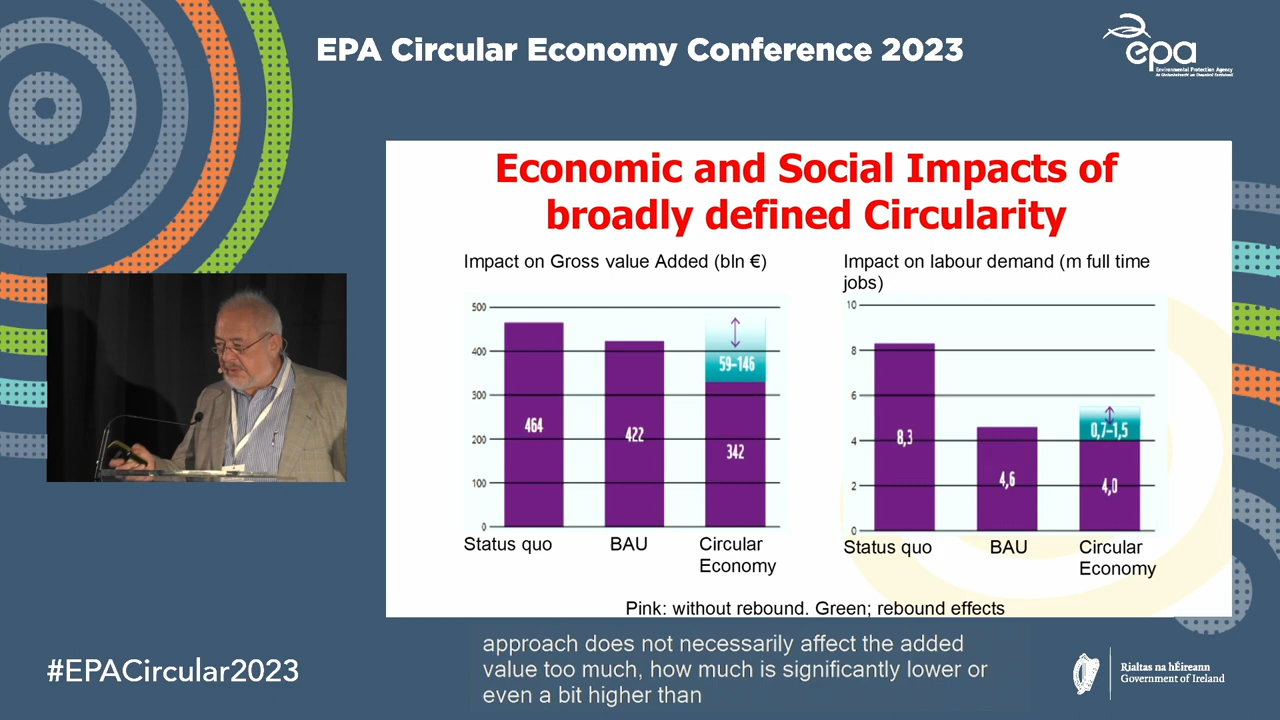 EPA Circular Economy Conference 2023
epa
Environmental Protection Agency
Economic and Social Impacts of
broadly defined Circularity
Impact on Gross value Added (bln €)
500
400
300
200
100
0
464
422
59–146
342
Status quo
BAU
Circular
Economy
Impact on labour demand (m full time
jobs)
10
8
6
4
2
0
8,3
4,6
0,7–1,5
4,0
Status quo
BAU
Circular
Economy
Pink: without rebound. Green; rebound effects
approach does not necessarily affect the added
value too much, how much is significantly lower or
even a bit higher than
#EPACircular2023
Rialtas na hÉireann
Government of Ireland